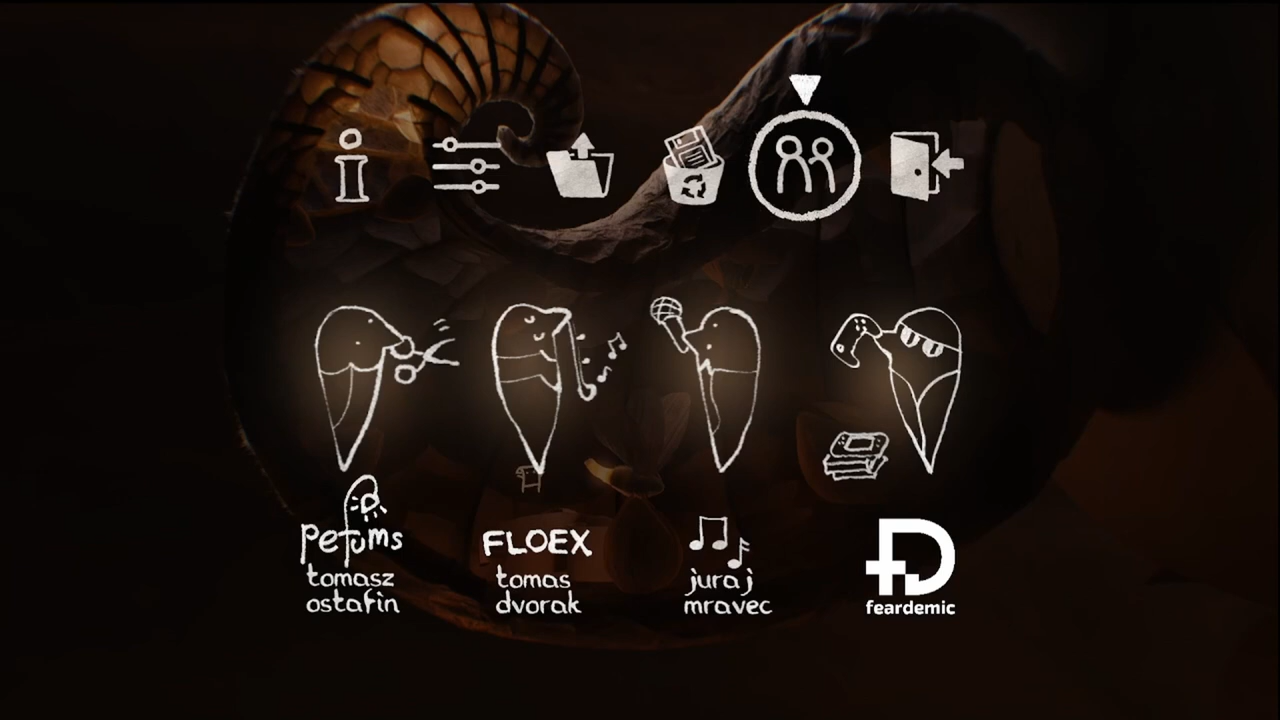 pefums
tomasz
ostafin
FLOEX
tomas
dvorak
juraj
mravec
feardemic